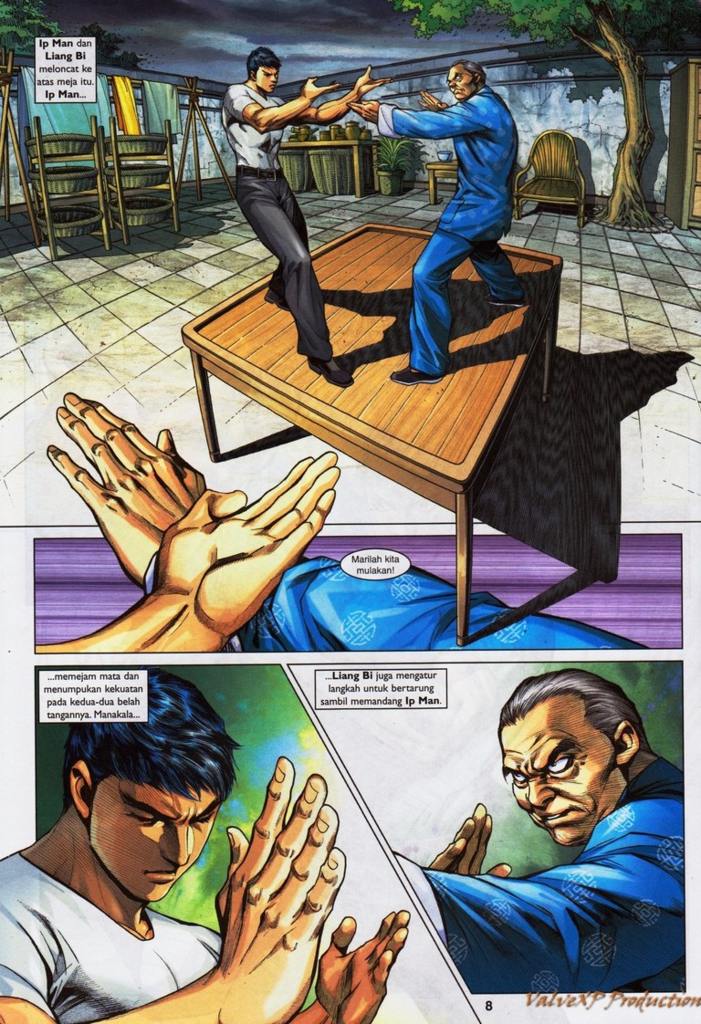 Ip Man dan
Liang Bi
meloncat ke
atas meja itu.
Ip Man...
Marilah kita
mulakan!
...memejam mata dan
menumpukan kekuatan
pada kedua-dua belah
tangannya. Manakala...
...Liang Bi juga mengatur
langkah untuk bertarung
sambil memandang Ip Man.
8
ValveXP Production